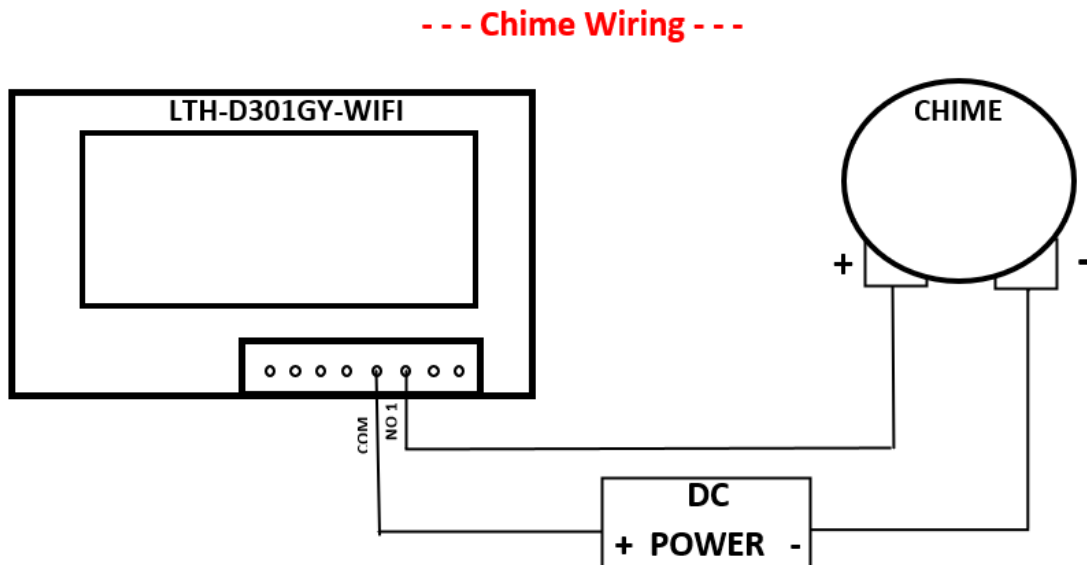 - - - Chime Wiring - - -
LTH-D301GY-WIFI
CHIME
+
-
COM
NO 1
DC
+ POWER -